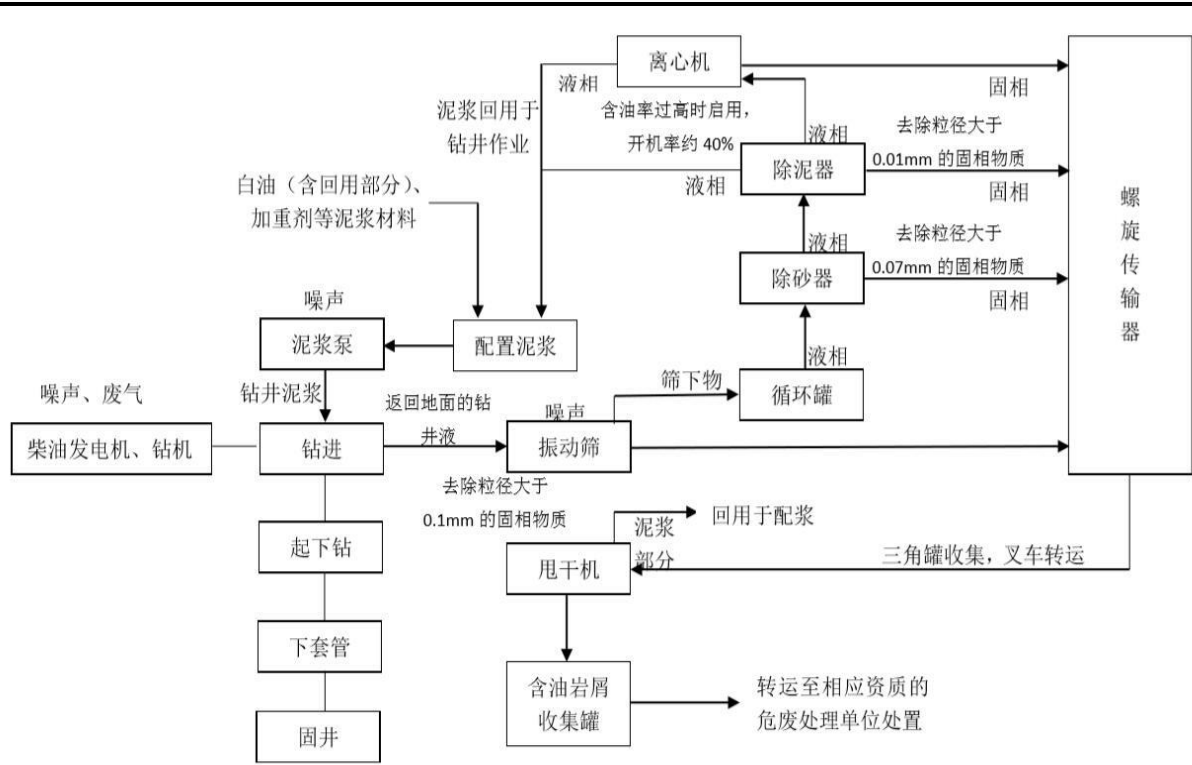 离心机
液相
固相
泥浆回用于
钻井作业
含油率过高时启用，
开机率约 40%
液相
去除粒径大于
0.01mm 的固相物质
除泥器
液相
固相
白油（含回用部分）、
加重剂等泥浆材料
螺旋传输器
液相
去除粒径大于
0.07mm 的固相物质
除砂器
固相
噪声
泥浆泵
配置泥浆
液相
筛下物
循环罐
噪声、废气
钻井泥浆
返回地面的钻
井液
噪声
柴油发电机、钻机
钻进
振动筛
去除粒径大于
0.1mm 的固相物质
泥浆
部分
回用于配浆
起下钻
甩干机
三角罐收集，叉车转运
下套管
含油岩屑
收集罐
转运至相应资质的
危废处理单位处置
固井